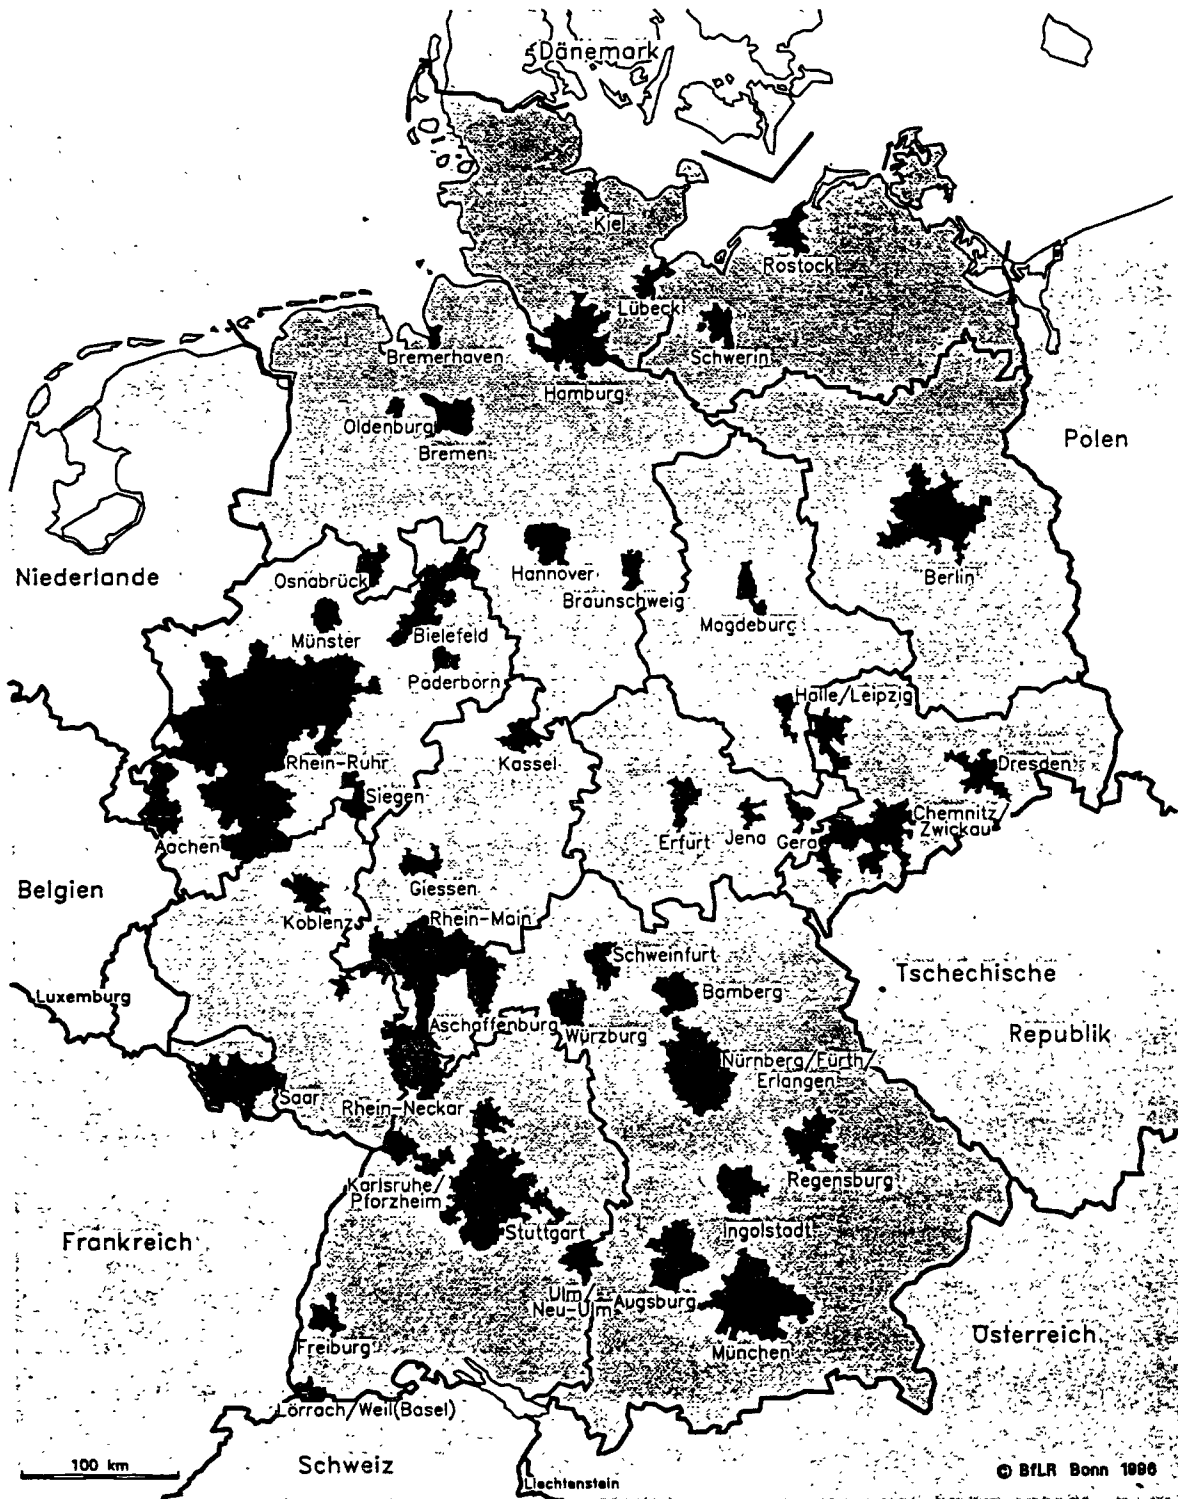 Dänemark
Kiel
Rostock
Lübeck
Bremerhaven
Schwerin
Hamburg
Oldenburg
Bremen
Polen
Niederlande
Osnabrück
Hannover
Berlin
Braunschweig
Münster
Bielefeld
Magdeburg
Paderborn
Halle/Leipzig
Rhein-Ruhr
Kassel
Dresden
Siegen
Chemnitz/
Zwickau
Aachen
Erfurt
Jena
Gera
Belgien
Giessen
Koblenz
Rhein-Main
Schweinfurt
Tschechische
Republik
Luxemburg
Bamberg
Aschaffenburg
Würzburg
Nürnberg/Fürth/
Erlangen
Saar
Rhein-Neckar
Karlsruhe/
Pforzheim
Regensburg
Stuttgart
Ingolstadt
Frankreich
Ulm/
Neu-Ulm
Augsburg
Freiburg
München
Österreich
Lörrach/Weil(Basel)
Schweiz
Liechtenstein
100 km
© BfLR Bonn 1996